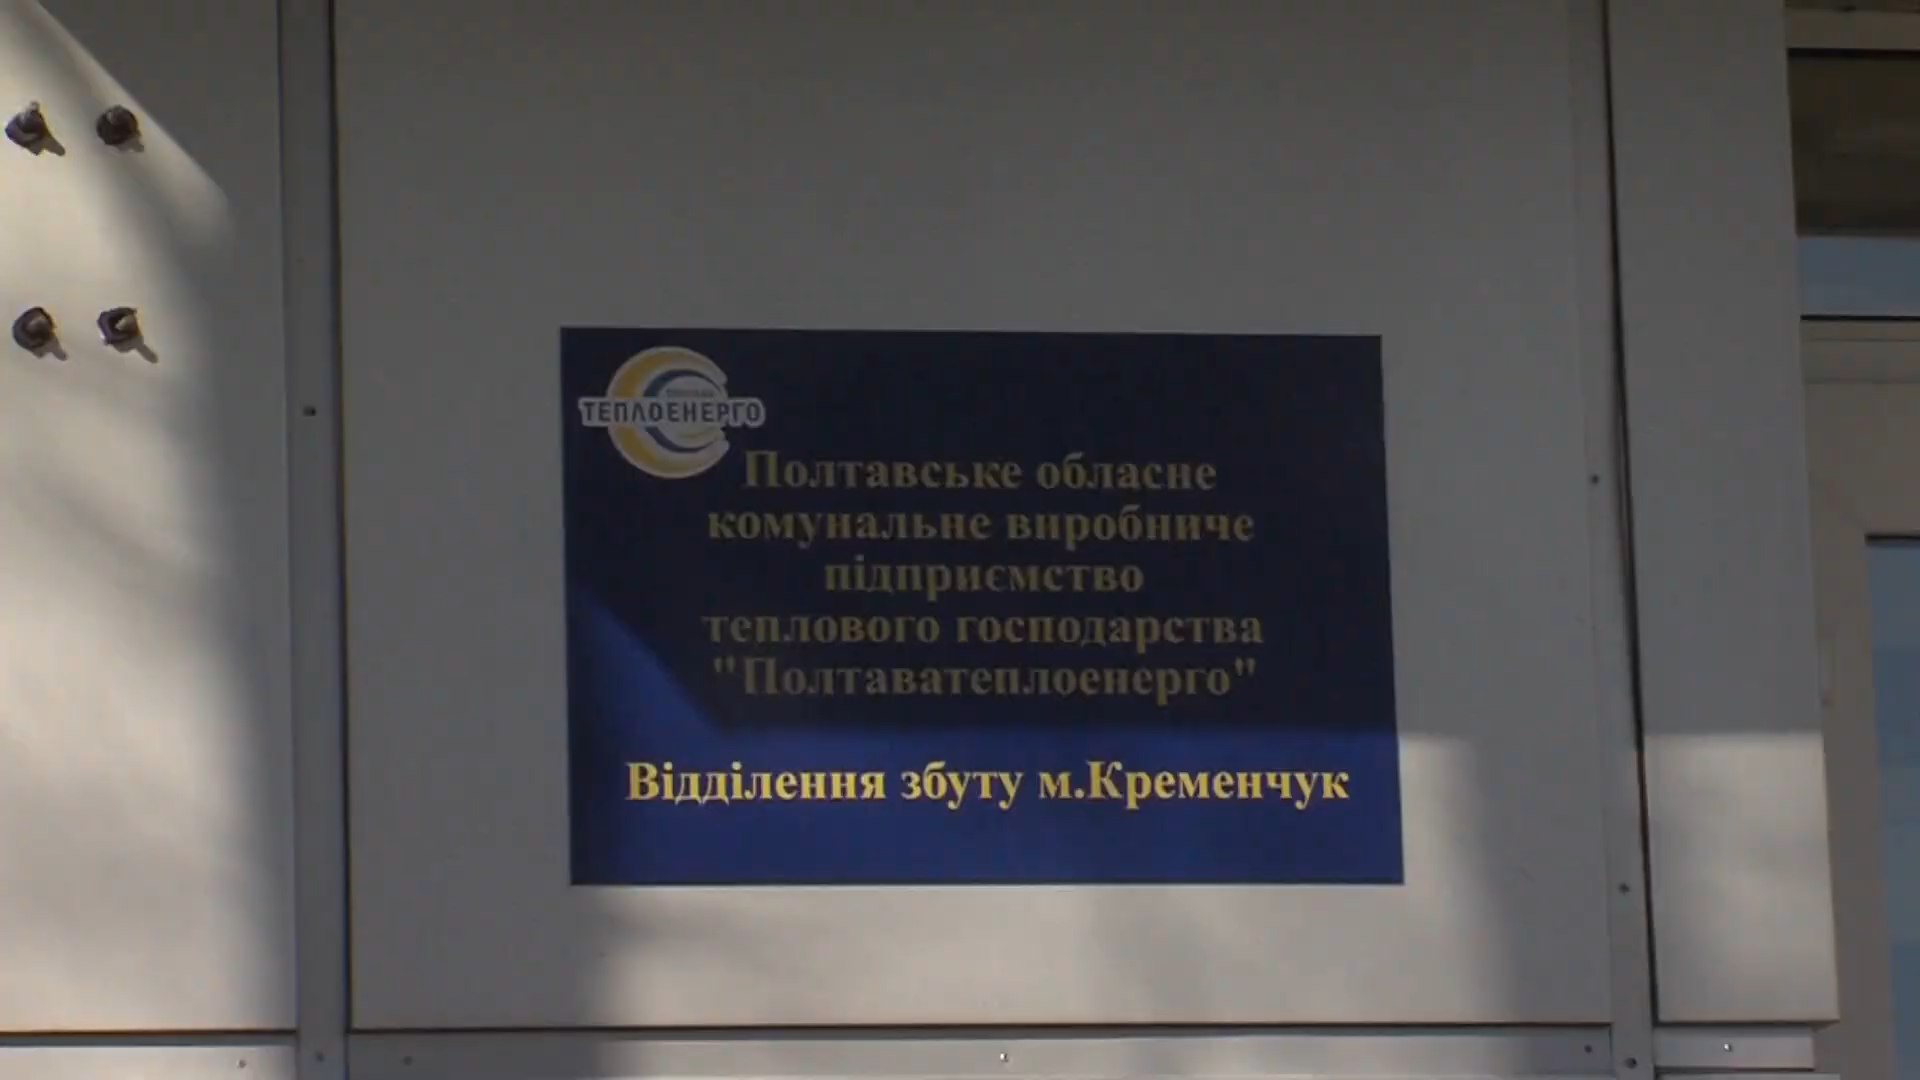 ТЕПЛОЕНЕРГО
Полтавське обласне
комунальне виробниче
підприємство
теплового господарства
"Полтаватеплоенерго"
Відділення збуту м.Кременчук